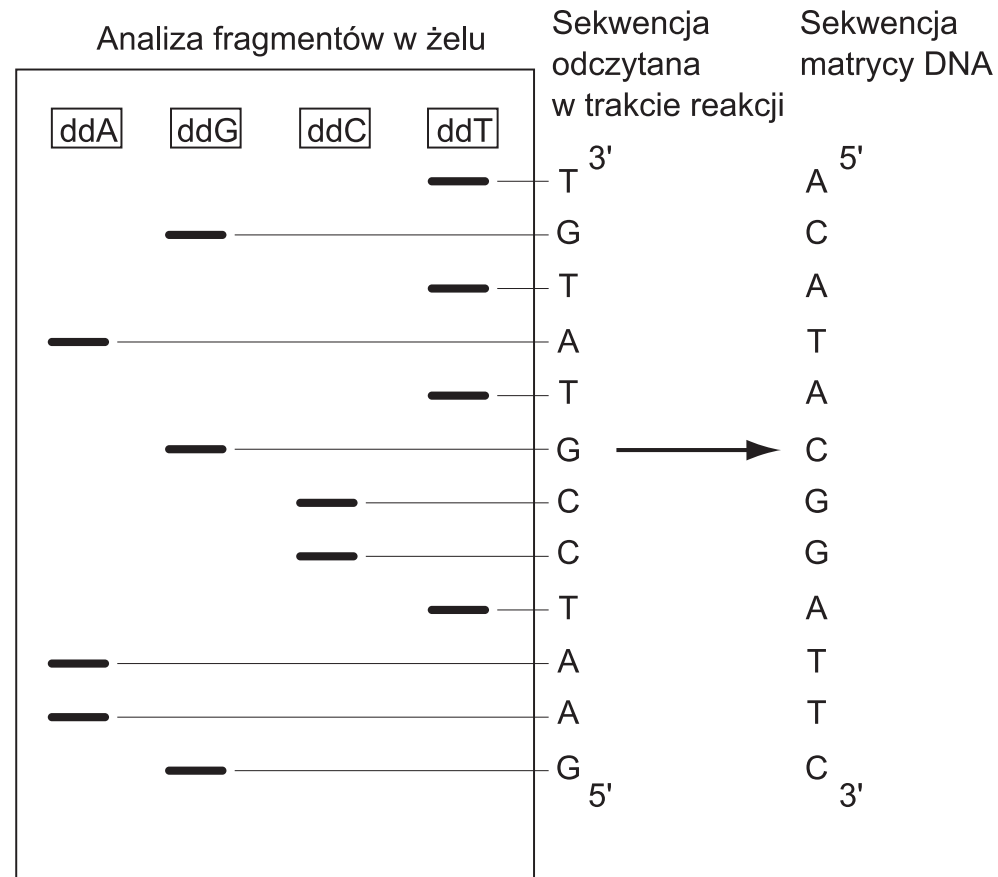 Analiza fragmentów w żelu
Sekwencja
odczytana
w trakcie reakcji
Sekwencja
matrycy DNA
ddA ddG ddC ddT
3' 5'
T A
G C
T A
A T
T A
G C
C G
C G
T A
A T
A T
G C
5' 3'